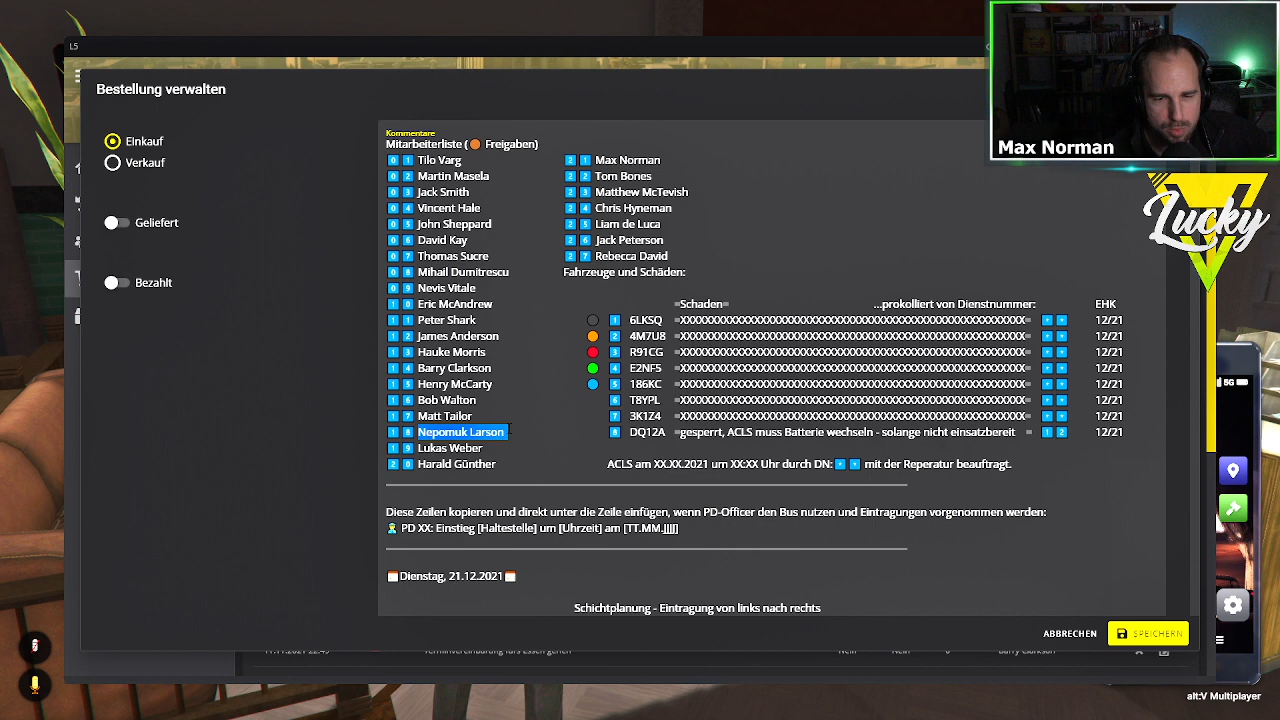 L5
Bestellung verwalten
Einkauf
Verkauf
Geliefert
Bezahlt
Kommentare
Mitarbeiterliste ( Freigaben)
0 1 Tilo Varg
0 2 Martin Masela
0 3 Jack Smith
0 4 Vincent Hale
0 5 John Sheppard
0 6 David Kay
0 7 Thomas Sucre
0 8 Mihail Dumitrescu
0 9 Nevis Vitale
1 0 Eric McAndrew
1 1 Peter Shark
1 2 James Anderson
1 3 Hauke Morris
1 4 Barry Clarkson
1 5 Henry McCarty
1 6 Bob Walton
1 7 Matt Tailor
1 8 Nepomuk Larson
1 9 Lukas Weber
2 0 Harald Günther
2 1 Max Norman
2 2 Tom Bones
2 3 Matthew McTevish
2 4 Chris Hyneman
2 5 Liam de Luca
2 6 Jack Peterson
2 7 Rebecca David
Fahrzeuge und Schäden:
=Schaden= ...prokolliert von Dienstnummer: EHK
1 6LKSQ =XXXXXXXXXXXXXXXXXXXXXXXXXXXXXXXXXXXXXXXXXXXXXXXXXX= * * 12/21
2 4M7U8 =XXXXXXXXXXXXXXXXXXXXXXXXXXXXXXXXXXXXXXXXXXXXXXXXXX= * * 12/21
3 R91CG =XXXXXXXXXXXXXXXXXXXXXXXXXXXXXXXXXXXXXXXXXXXXXXXXXX= * * 12/21
4 E2NF5 =XXXXXXXXXXXXXXXXXXXXXXXXXXXXXXXXXXXXXXXXXXXXXXXXXX= * * 12/21
5 186KC =XXXXXXXXXXXXXXXXXXXXXXXXXXXXXXXXXXXXXXXXXXXXXXXXXX= * * 12/21
6 T8YPL =XXXXXXXXXXXXXXXXXXXXXXXXXXXXXXXXXXXXXXXXXXXXXXXXXX= * * 12/21
7 3K1Z4 =XXXXXXXXXXXXXXXXXXXXXXXXXXXXXXXXXXXXXXXXXXXXXXXXXX= * * 12/21
8 DQ12A =gesperrt, ACLS muss Batterie wechseln - solange nicht einsatzbereit = 1 2 12/21
ACLS am XX.XX.2021 um XX:XX Uhr durch DN: * * mit der Reperatur beauftragt.
Diese Zeilen kopieren und direkt unter die Zeile einfügen, wenn PD-Officer den Bus nutzen und Eintragungen vorgenommen werden:
PD XX: Einstieg [Haltestelle] um [Uhrzeit] am [TT.MM.JJJJ]
Dienstag, 21.12.2021
Schichtplanung - Eintragung von links nach rechts
ABBRECHEN
SPEICHERN
Max Norman
Lucky
5G
alt:V Multiplayer